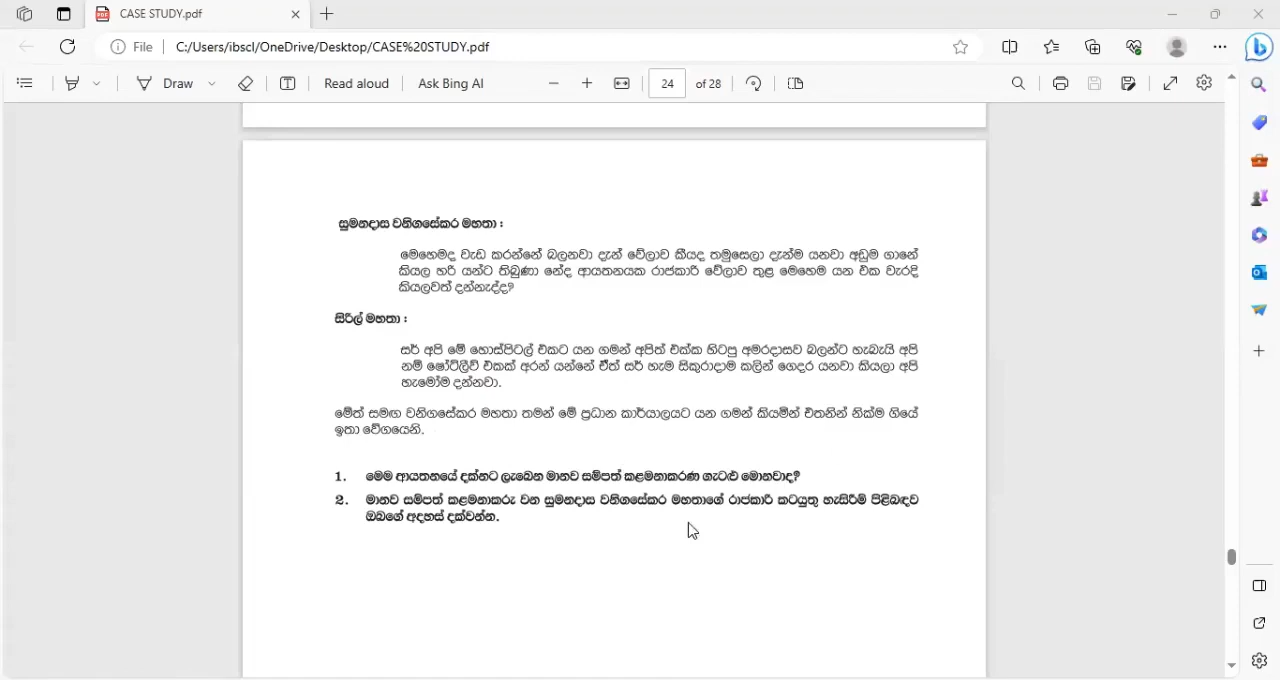 CASE STUDY.pdf
File C:/Users/ibscl/OneDrive/Desktop/CASE%20STUDY.pdf
Draw Read aloud Ask Bing AI 24 of 28
සුමනදාස වනිගසේකර මහතා :
මෙහෙමද වැඩ කරන්නේ බලනවා දැන් වේලාව කීයද තමුසෙලා දැන්ම යනවා අඩුම ගානේ
කියල හරි යන්ට තිබුණා නේද ආයතනයක රාජකාරි වේලාව තුළ මෙහෙම යන එක වැරදි
කියලවත් දන්නැද්ද?
සිරිල් මහතා :
සර් අපි මේ හොස්පිටල් එකට යන ගමන් අපිත් එක්ක හිටපු අමරදාසව බලන්ට හැබැයි අපි
නම් ෂෝට්ලීව් එකක් අරන් යන්නේ ඒත් සර් හැම සිකුරාදාම කලින් ගෙදර යනවා කියලා අපි
හැමෝම දන්නවා.
මේත් සමඟ වනිගසේකර මහතා තමන් මේ ප්‍රධාන කාර්යාලයට යන ගමන් කියමින් එතනින් නික්ම ගියේ
ඉතා වේගයෙනි.
1. මෙම ආයතනයේ දක්නට ලැබෙන මානව සම්පත් කළමනාකරණ ගැටළු මොනවාද?
2. මානව සම්පත් කළමනාකරු වන සුමනදාස වනිගසේකර මහතාගේ රාජකාරී කටයුතු හැසිරීම් පිළිබඳව
ඔබගේ අදහස් දක්වන්න.